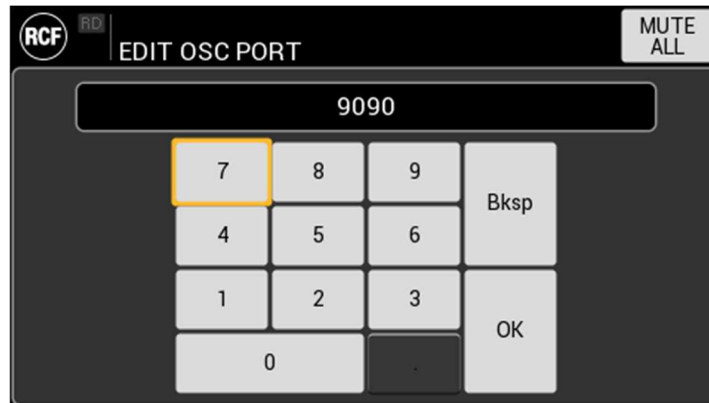 RCF
RD
EDIT OSC PORT
MUTE
ALL
9090
7 8 9
Bksp
4 5 6
1 2 3
OK
0 .